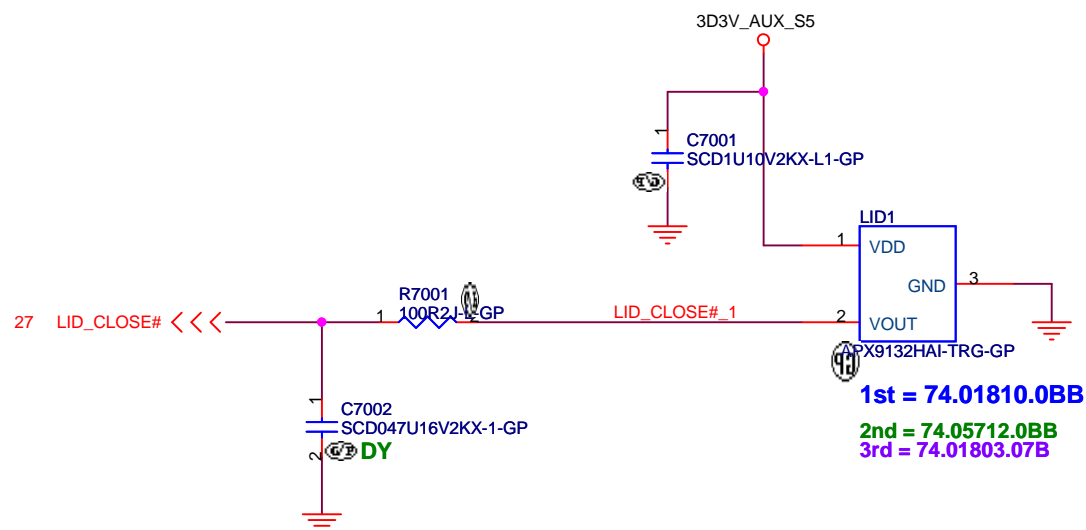 3D3V_AUX_S5
1
C7001
SCD1U10V2KX-L1-GP
LID1
1
VDD
GND
3
R7001
100R2J-L-GP
27 LID_CLOSE#
1
2
LID_CLOSE#_1
2
VOUT
APX9132HAI-TRG-GP
1st = 74.01810.0BB
2nd = 74.05712.0BB
3rd = 74.01803.07B
1
C7002
SCD047U16V2KX-1-GP
2
DY